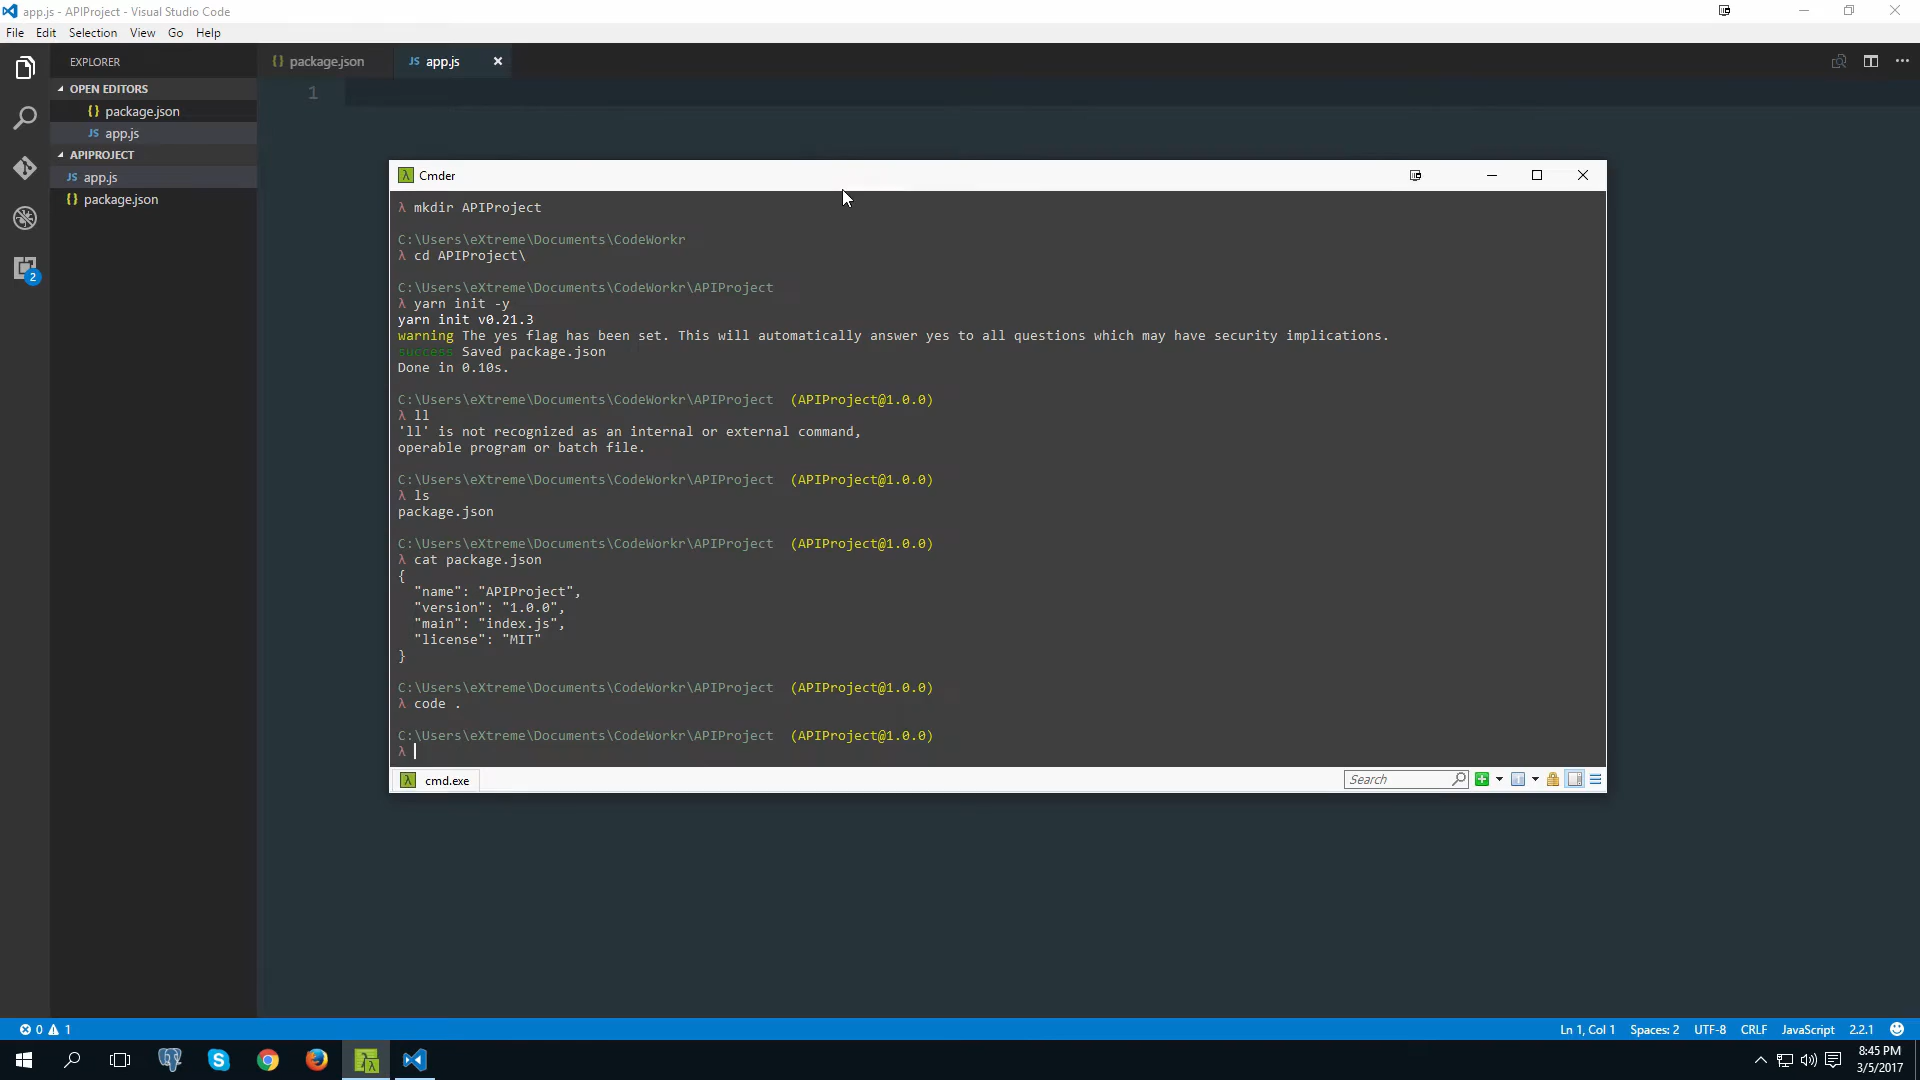 app.js - APIProject - Visual Studio Code
File Edit Selection View Go Help
EXPLORER
{} package.json
JS app.js
OPEN EDITORS
{} package.json
JS app.js
APIPROJECT
JS app.js
{} package.json
2
1
λ Cmder
λ mkdir APIProject
C:\Users\eXtreme\Documents\CodeWorkr
λ cd APIProject\
C:\Users\eXtreme\Documents\CodeWorkr\APIProject
λ yarn init -y
yarn init v0.21.3
warning The yes flag has been set. This will automatically answer yes to all questions which may have security implications.
success Saved package.json
Done in 0.10s.
C:\Users\eXtreme\Documents\CodeWorkr\APIProject (APIProject@1.0.0)
λ ll
'll' is not recognized as an internal or external command,
operable program or batch file.
C:\Users\eXtreme\Documents\CodeWorkr\APIProject (APIProject@1.0.0)
λ ls
package.json
C:\Users\eXtreme\Documents\CodeWorkr\APIProject (APIProject@1.0.0)
λ cat package.json
{
"name": "APIProject",
"version": "1.0.0",
"main": "index.js",
"license": "MIT"
}
C:\Users\eXtreme\Documents\CodeWorkr\APIProject (APIProject@1.0.0)
λ code .
C:\Users\eXtreme\Documents\CodeWorkr\APIProject (APIProject@1.0.0)
λ
λ cmd.exe
Search
0 1
Ln 1, Col 1 Spaces: 2 UTF-8 CRLF JavaScript 2.2.1
8:45 PM
3/5/2017